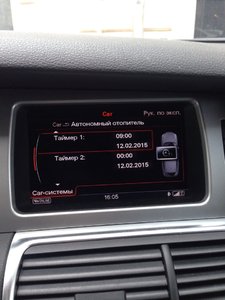 Car
Рук. по эксп.
Car Автономный отопитель
Таймер 1: 09:00
12.02.2015
Таймер 2: 00:00
12.02.2015
Car-системы
16:05